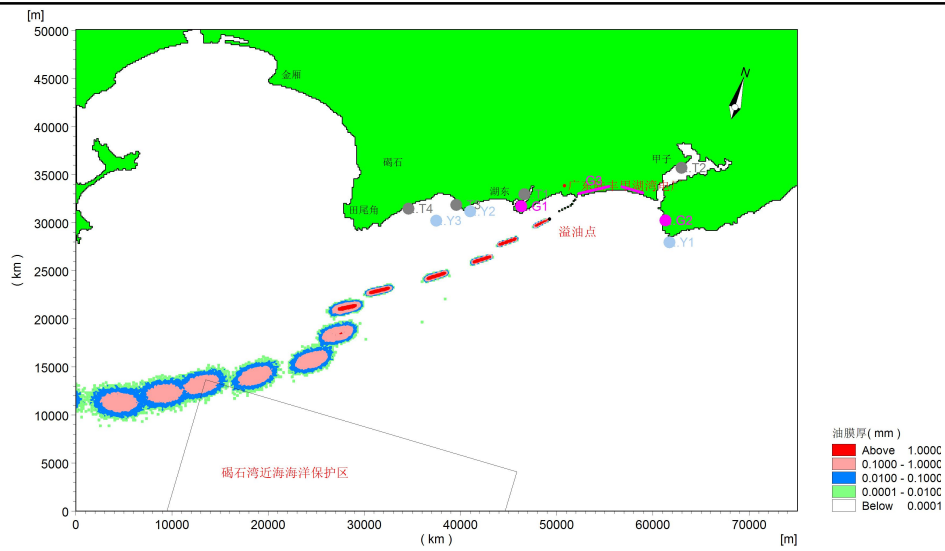 [m]
50000
45000
40000
35000
30000
25000
20000
15000
10000
5000
0
( km )
金厢
碣石
田尾角
湖东
甲子
N
.T4
.Y3
.Y2
.T1
.G1
G3
.T2
.G2
.Y1
溢油点
碣石湾近海海洋保护区
0
10000
20000
30000
40000
50000
60000
70000
( km )
[m]
油膜厚( mm )
Above 1.0000
0.1000 - 1.0000
0.0100 - 0.1000
0.0001 - 0.0100
Below 0.0001